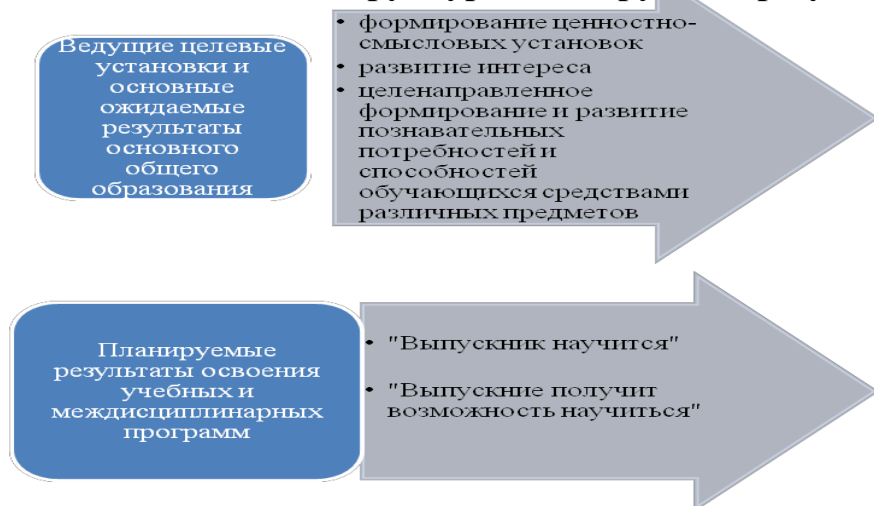 Ведущие целевые
установки и
основные
ожидаемые
результаты
основного
общего
образования
• формирование ценностно-
смысловых установок
• развитие интереса
• целенаправленное
формирование и развитие
познавательных
потребностей и
способностей
обучающихся средствами
различных предметов
Планируемые
результаты освоения
учебных и
междисциплинарных
программ
• "Выпускник научится"
• "Выпускние получит
возможность научиться"